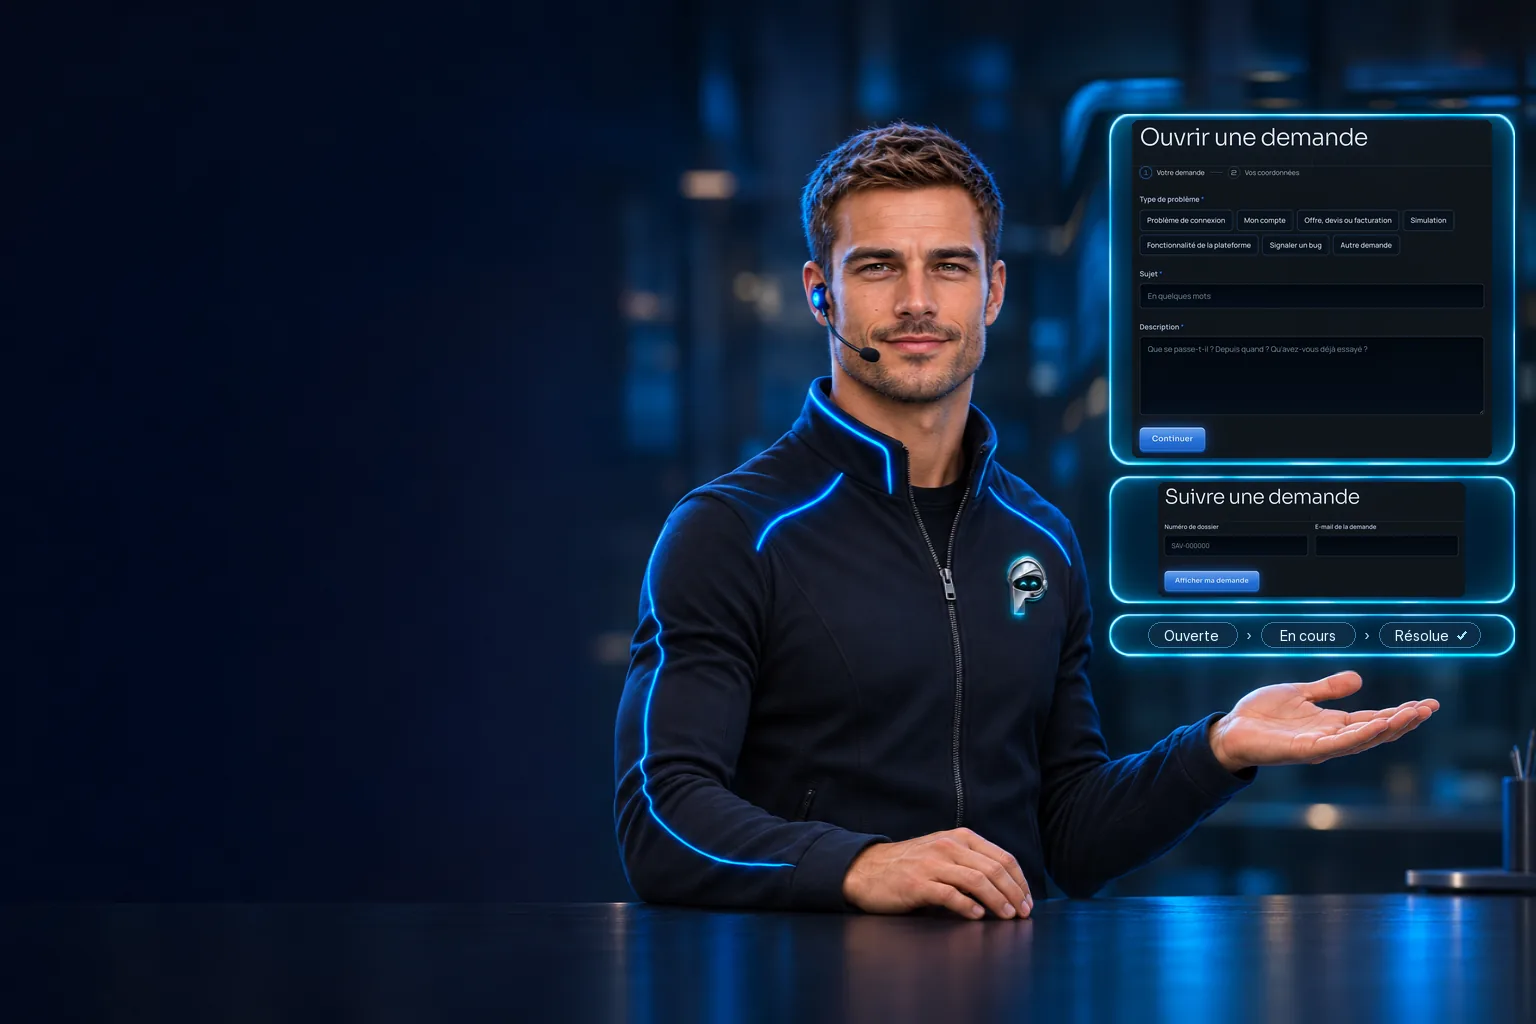 Ouvrir une demande
1 Votre demande — 2 Vos coordonnées
Type de problème *
Problème de connexion Mon compte Offre, devis ou facturation Simulation
Fonctionnalité de la plateforme Signaler un bug Autre demande
Sujet *
En quelques mots
Description *
Que se passe-t-il ? Depuis quand ? Qu'avez-vous déjà essayé ?
Continuer
Suivre une demande
Numéro de dossier E-mail de la demande
SAV-000000
Afficher ma demande
Ouverte › En cours › Résolue ✓